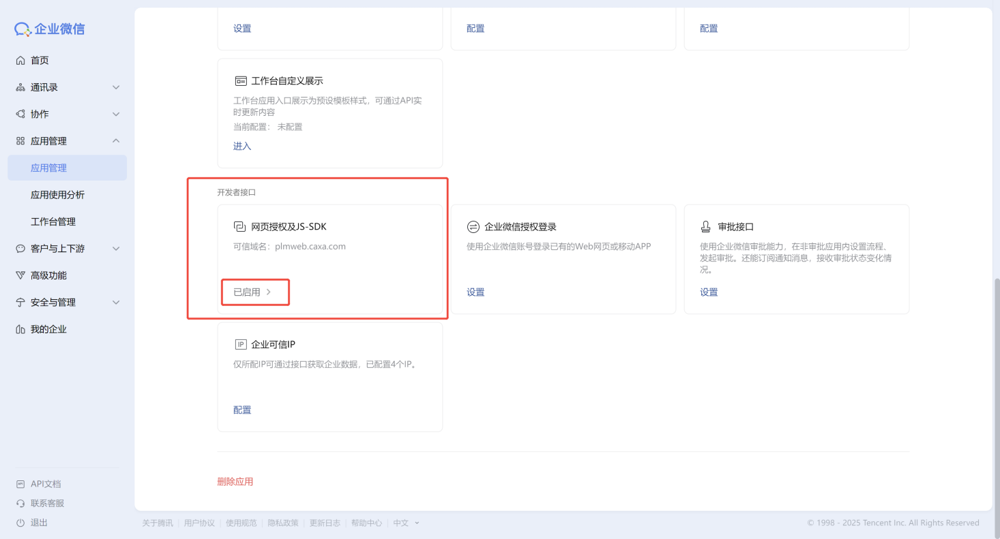 企业微信
首页
通讯录
协作
应用管理
应用管理
应用使用分析
工作台管理
客户与上下游
高级功能
安全与管理
我的企业
API文档
联系客服
退出
设置
配置
配置
工作台自定义展示
工作台应用入口展示为预设模板样式，可通过API实
时更新内容
当前配置： 未配置
进入
开发者接口
网页授权及JS-SDK
可信域名：plmweb.caxa.com
已启用
企业微信授权登录
使用企业微信账号登录已有的Web网页或移动APP
设置
审批接口
使用企业微信审批能力，在非审批应用内设置流程、
发起审批。还能订阅通知消息，接收审批状态变化情
况。
设置
IP 企业可信IP
仅所配IP可通过接口获取企业数据，已配置4个IP。
配置
删除应用
关于腾讯 | 用户协议 | 使用规范 | 隐私政策 | 更新日志 | 帮助中心 | 中文
© 1998 - 2025 Tencent Inc. All Rights Reserved